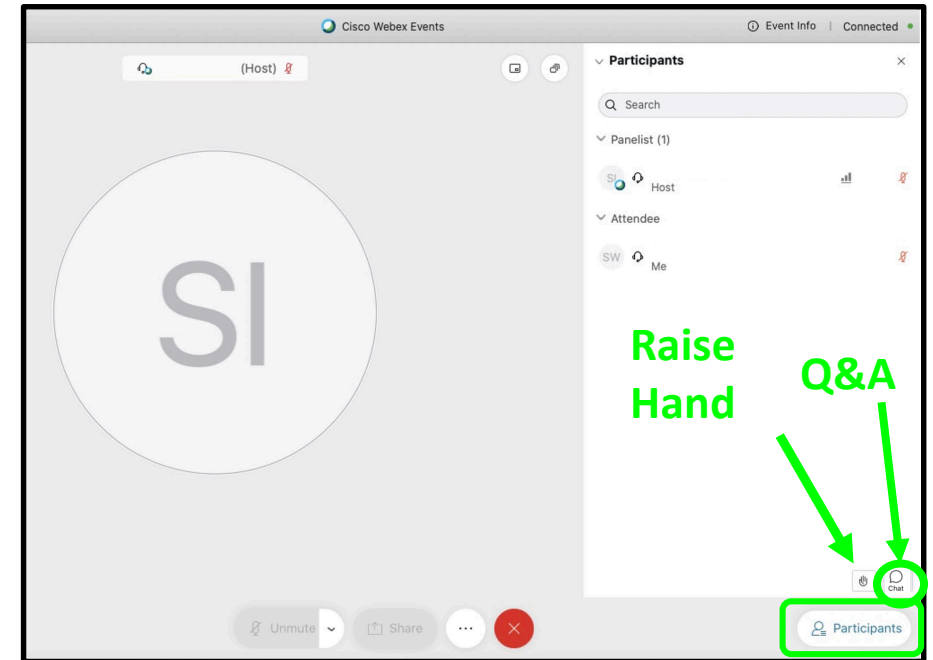 Cisco Webex Events
Event Info | Connected
(Host)
Participants
Search
Panelist (1)
SI
Host
Attendee
SW
Me
SI
Raise
Hand
Q&A
Chat
Unmute
Share
Participants